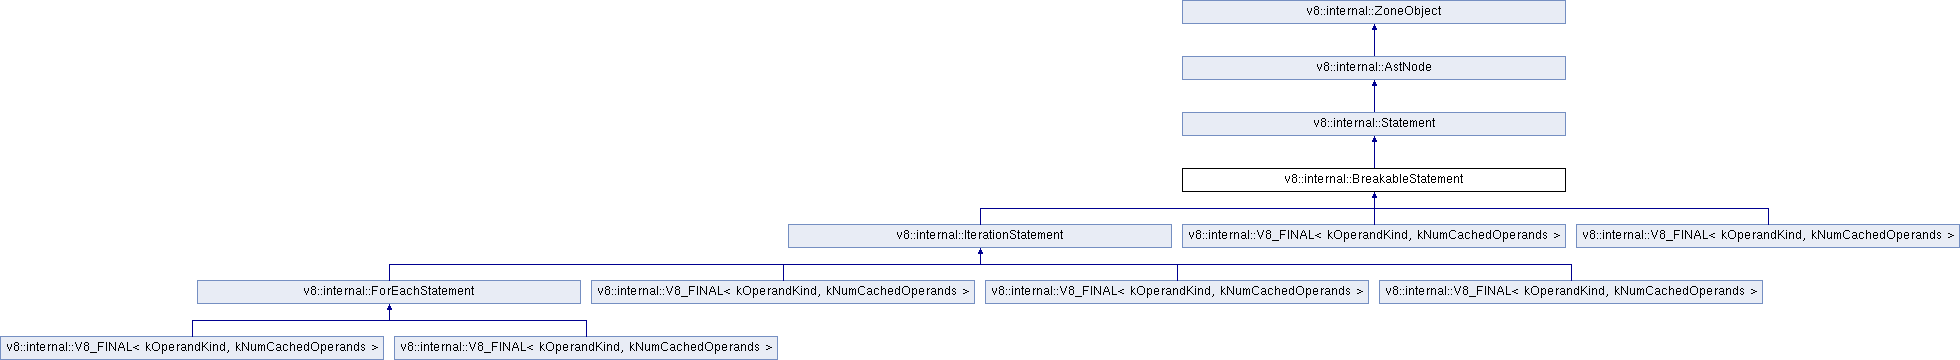 v8::internal::ZoneObject
v8::internal::AstNode
v8::internal::Statement
v8::internal::BreakableStatement
v8::internal::IterationStatement
v8::internal::V8_FINAL< kOperandKind, kNumCachedOperands >
v8::internal::V8_FINAL< kOperandKind, kNumCachedOperands >
v8::internal::ForEachStatement
v8::internal::V8_FINAL< kOperandKind, kNumCachedOperands >
v8::internal::V8_FINAL< kOperandKind, kNumCachedOperands >
v8::internal::V8_FINAL< kOperandKind, kNumCachedOperands >
v8::internal::V8_FINAL< kOperandKind, kNumCachedOperands >
v8::internal::V8_FINAL< kOperandKind, kNumCachedOperands >